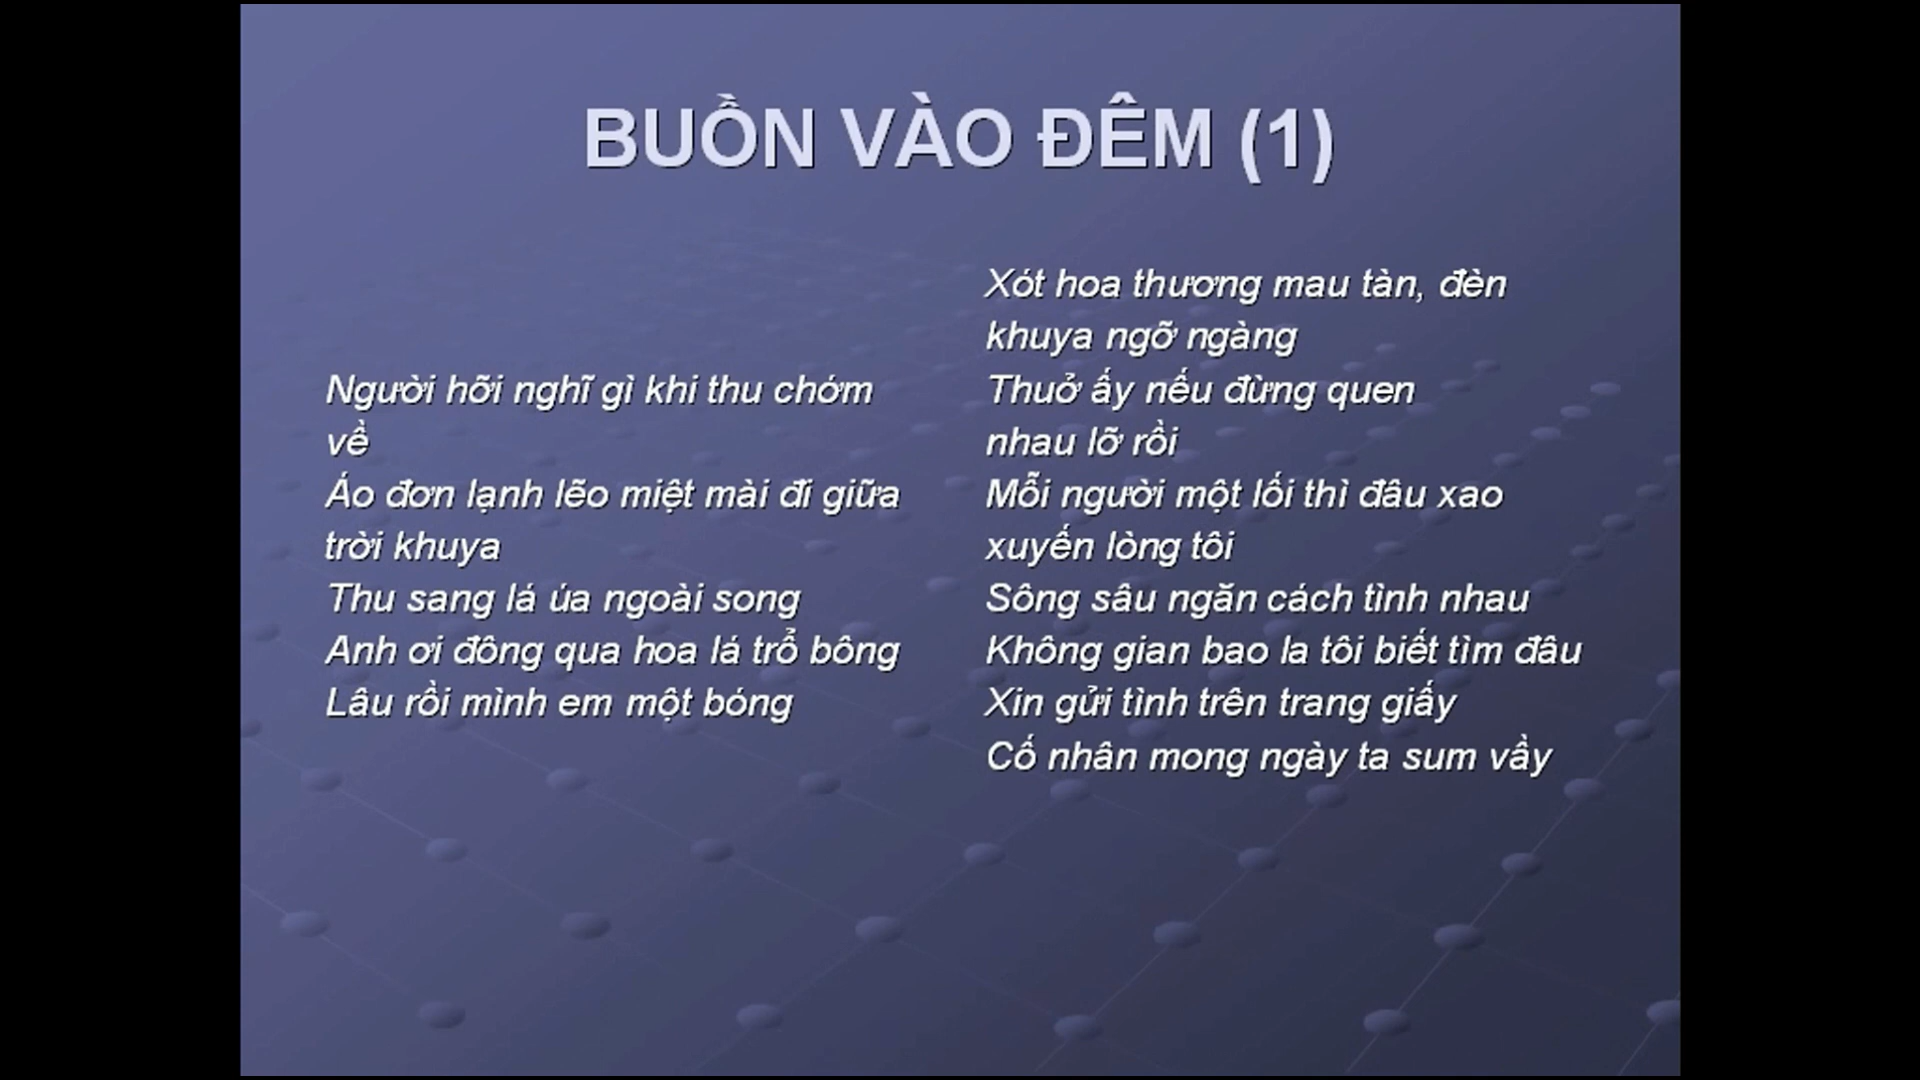 BUỒN VÀO ĐÊM (1)
Người hỡi nghĩ gì khi thu chớm
về
Áo đơn lạnh lẽo miệt mài đi giữa
trời khuya
Thu sang lá úa ngoài song
Anh ơi đông qua hoa lá trổ bông
Lâu rồi mình em một bóng
Xót hoa thương mau tàn, đèn
khuya ngỡ ngàng
Thuở ấy nếu đừng quen
nhau lỡ rồi
Mỗi người một lối thì đâu xao
xuyến lòng tôi
Sông sâu ngăn cách tình nhau
Không gian bao la tôi biết tìm đâu
Xin gửi tình trên trang giấy
Cố nhân mong ngày ta sum vầy